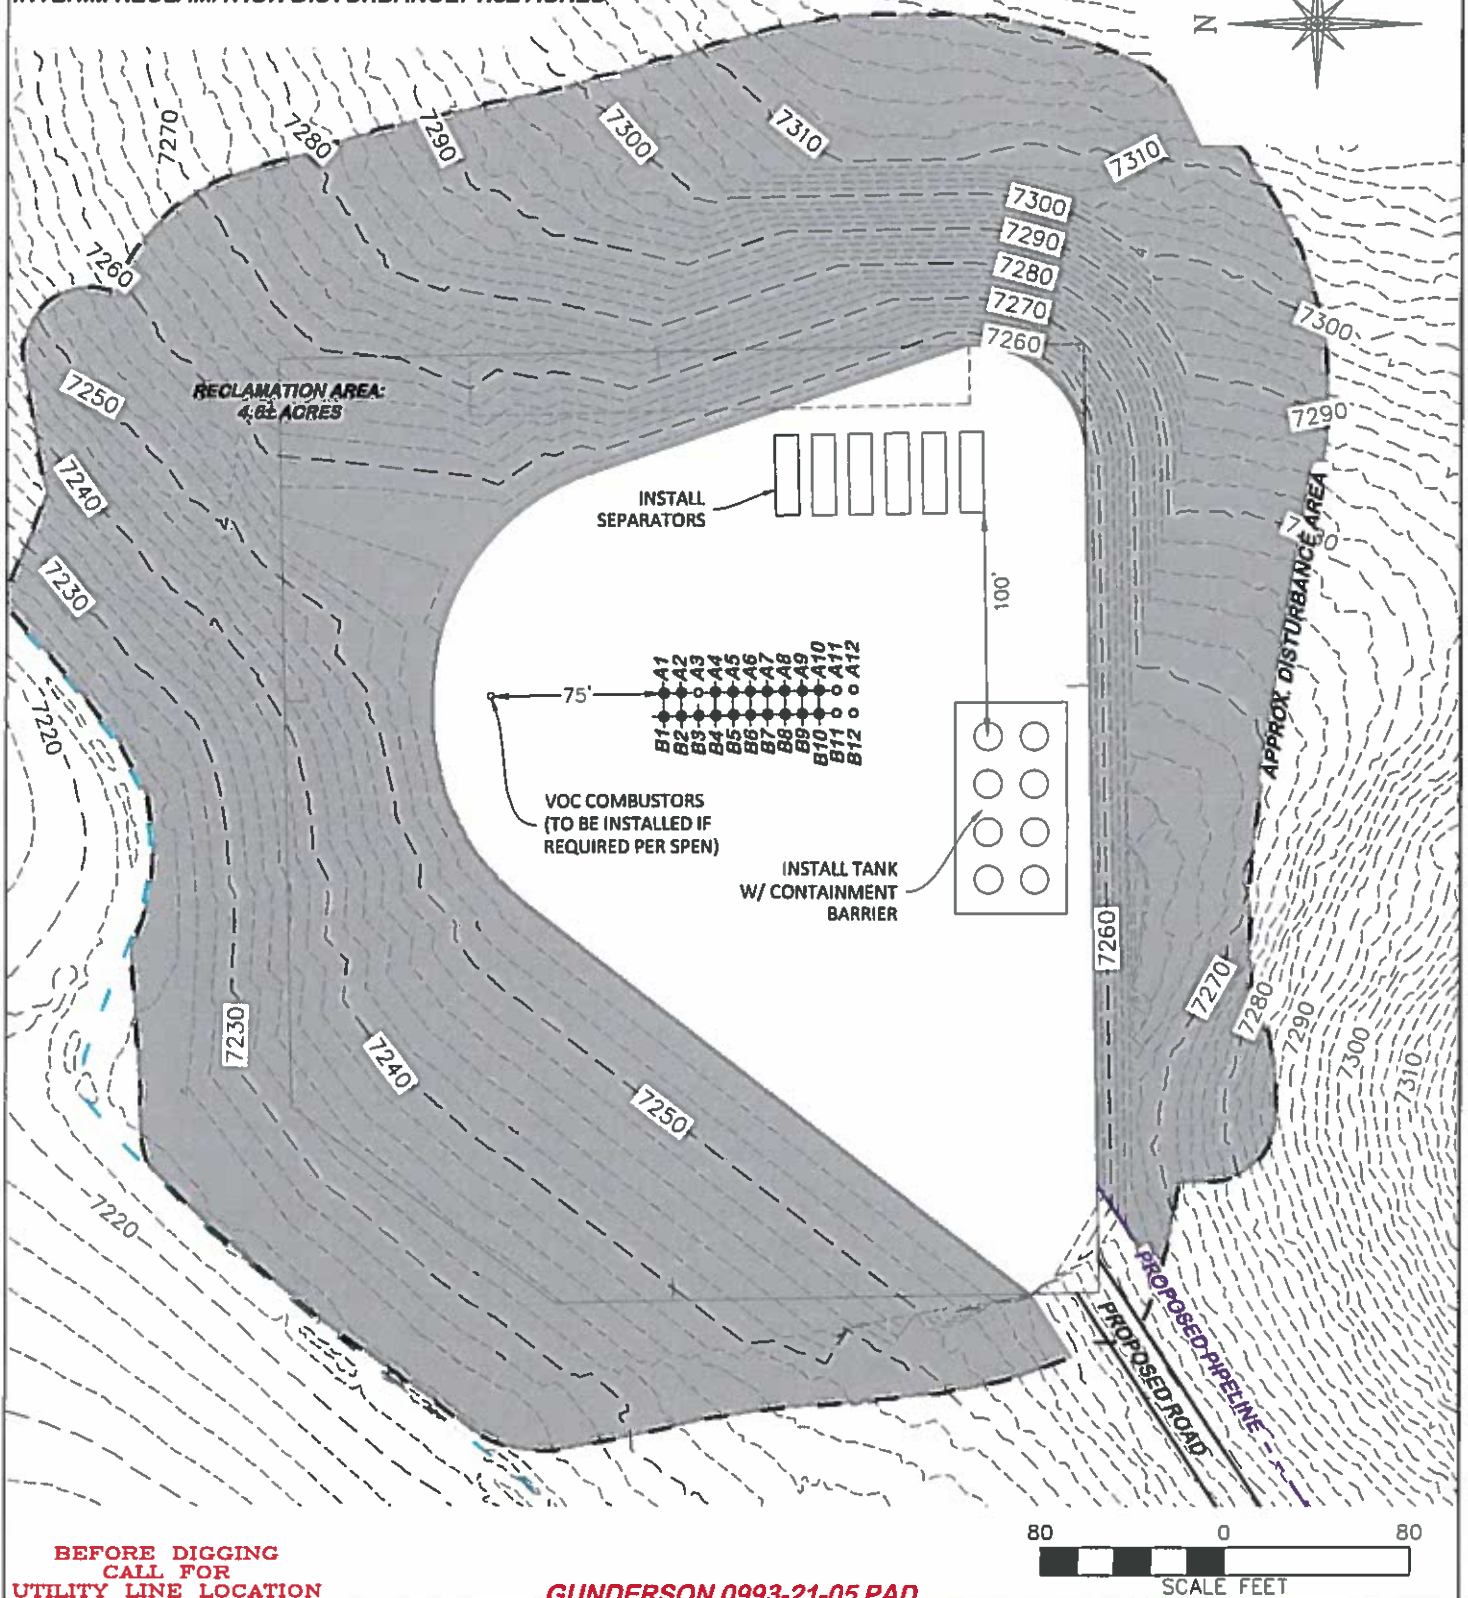 N
7270
7280
7290
7300
7310
7310
7300
7290
7280
7270
7260
7260
7300
7290
7250
RECLAMATION AREA:
ACRES
7240
7230
7220
INSTALL
SEPARATORS
100'
APPROX. DISTURBANCE AREA
A1 A2 A3 A4 A5 A6 A7 A8 A9 A10 A11 A12
75'
B1 B2 B3 B4 B5 B6 B7 B8 B9 B10 B11 B12
VOC COMBUSTORS
(TO BE INSTALLED IF
REQUIRED PER SPEN)
INSTALL TANK
W/ CONTAINMENT
BARRIER
7260
7270
7280
7290
7300
7310
7230
7240
7250
7220
PROPOSED PIPELINE
PROPOSED ROAD
80 0 80
SCALE FEET
BEFORE DIGGING
CALL FOR
UTILITY LINE LOCATION
GUNDERSON 0993-21-05 PAD